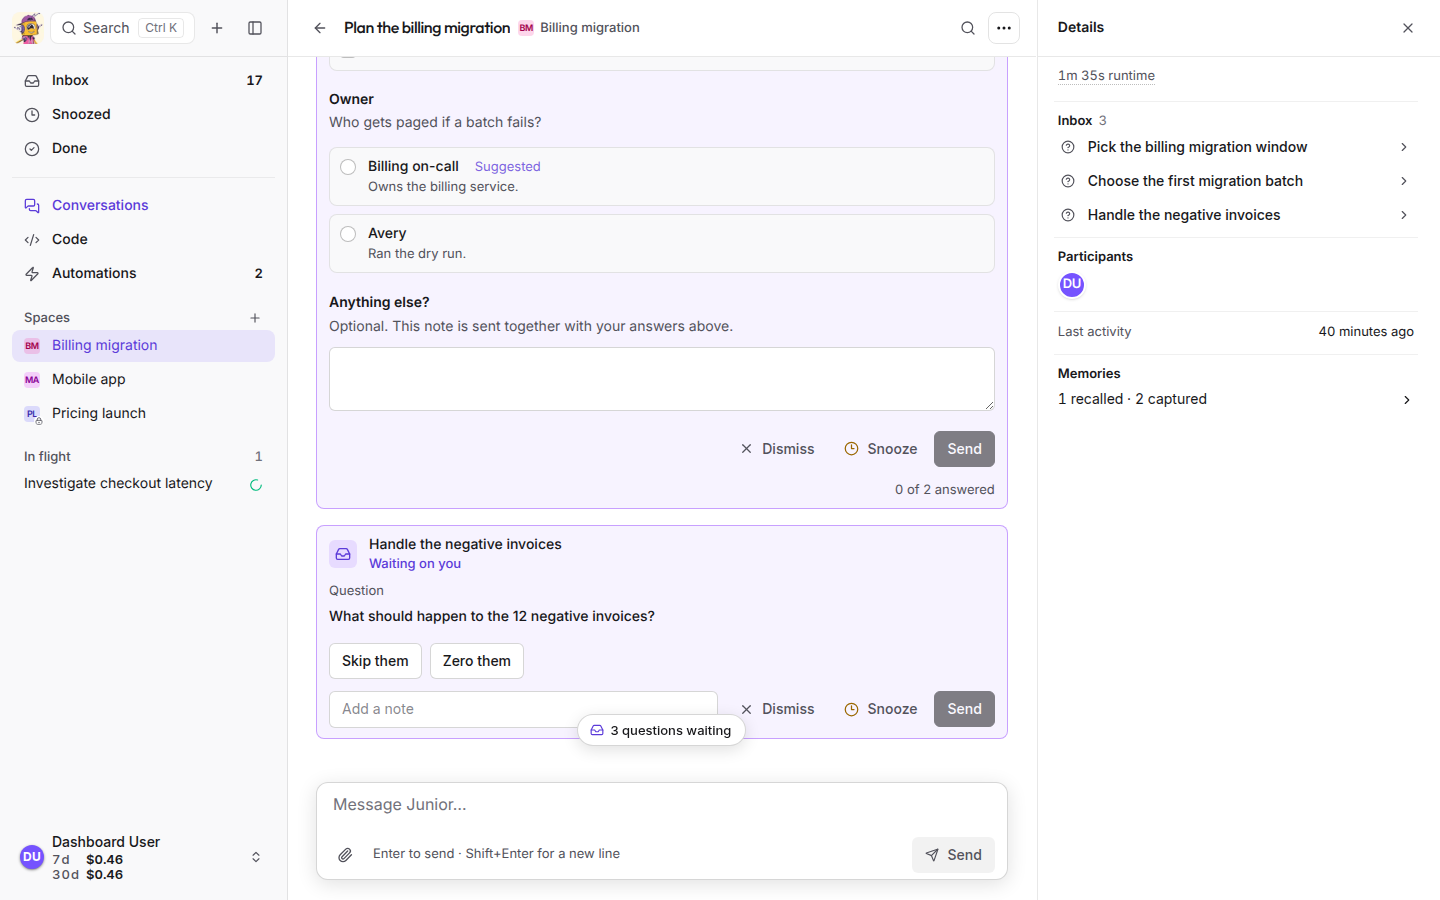 Search Ctrl K
Inbox 17
Snoozed
Done
Conversations
Code
Automations 2
Spaces
BM Billing migration
MA Mobile app
PL Pricing launch
In flight 1
Investigate checkout latency
DU Dashboard User
7d $0.46
30d $0.46
Plan the billing migration BM Billing migration
Owner
Who gets paged if a batch fails?
Billing on-call Suggested
Owns the billing service.
Avery
Ran the dry run.
Anything else?
Optional. This note is sent together with your answers above.
Dismiss Snooze Send
0 of 2 answered
Handle the negative invoices
Waiting on you
Question
What should happen to the 12 negative invoices?
Skip them Zero them
Add a note Dismiss Snooze Send
3 questions waiting
Message Junior...
Enter to send · Shift+Enter for a new line Send
Details
1m 35s runtime
Inbox 3
Pick the billing migration window
Choose the first migration batch
Handle the negative invoices
Participants
DU
Last activity 40 minutes ago
Memories
1 recalled · 2 captured